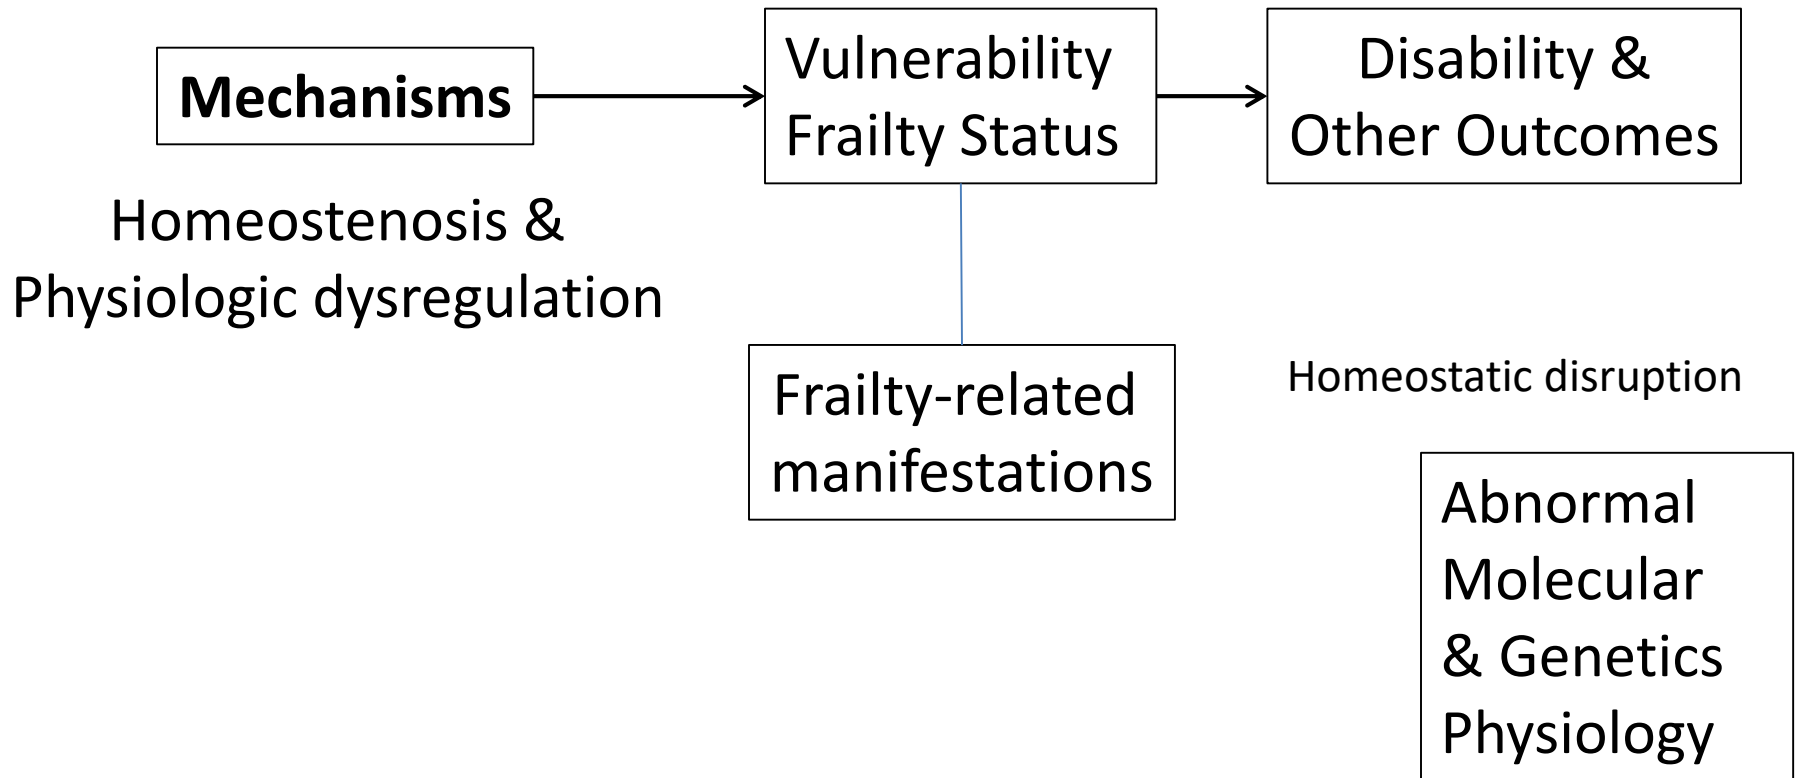 Mechanisms
Vulnerability
Frailty Status
Disability &
Other Outcomes
Homeostenosis &
Physiologic dysregulation
Frailty-related
manifestations
Homeostatic disruption
Abnormal
Molecular
& Genetics
Physiology